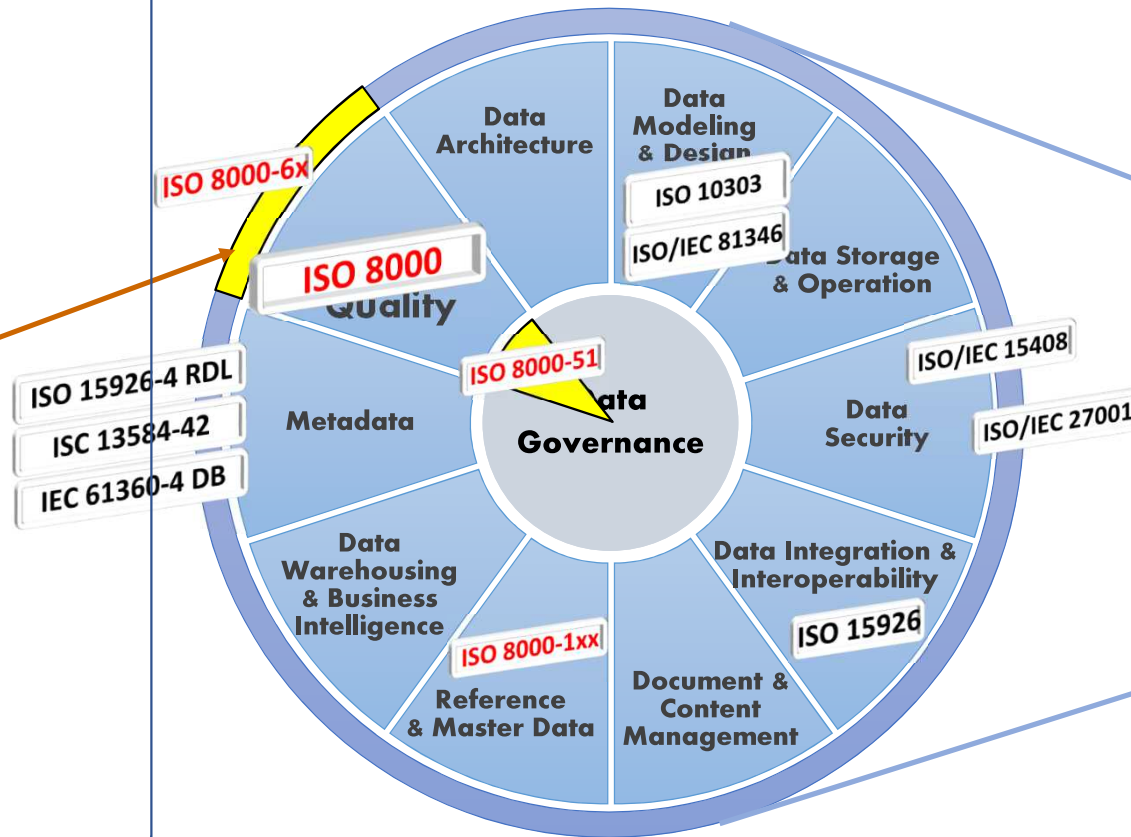 Data
Architecture
Data
Modeling
& Design
ISO 10303
ISO/IEC 81346
Data Storage
& Operation
ISO 8000-6x
ISO 8000
Quality
ISO 8000-51
Data
Governance
ISO/IEC 15408
Data
Security
ISO/IEC 27001
ISO 15926-4 RDL
ISC 13584-42
IEC 61360-4 DB
Metadata
Data
Warehousing
& Business
Intelligence
Data Integration &
Interoperability
ISO 15926
ISO 8000-1xx
Reference
& Master Data
Document &
Content
Management